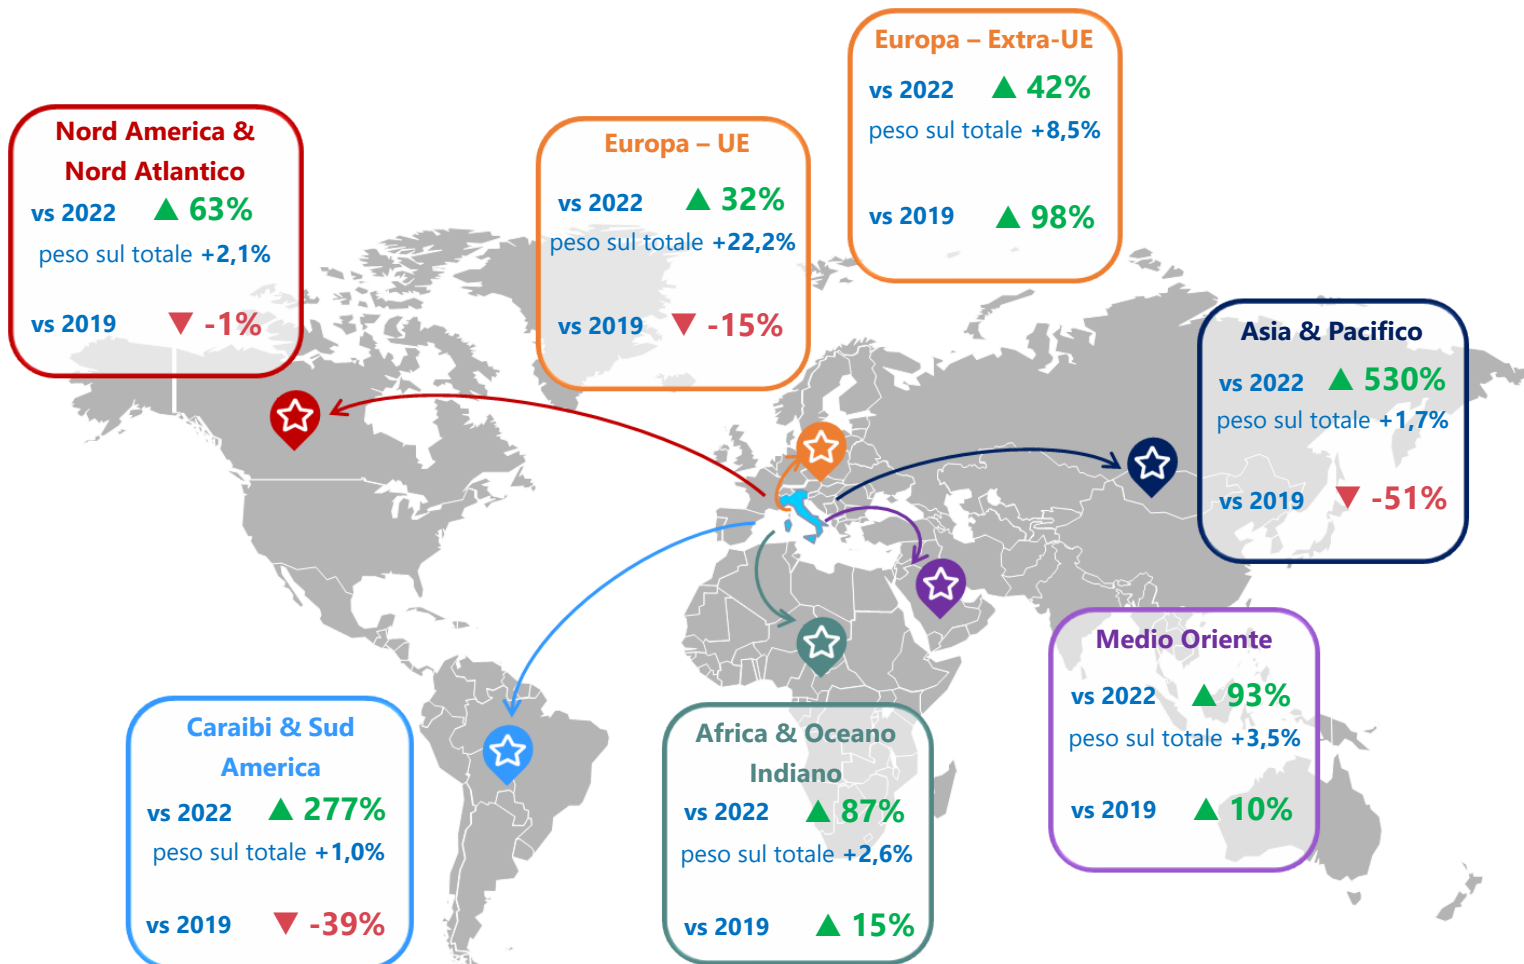 Europa – Extra-UE
vs 2022 ▲ 42%
peso sul totale +8,5%
vs 2019 ▲ 98%
Nord America &
Nord Atlantico
vs 2022 ▲ 63%
peso sul totale +2,1%
vs 2019 ▼ -1%
Europa – UE
vs 2022 ▲ 32%
peso sul totale +22,2%
vs 2019 ▼ -15%
Asia & Pacifico
vs 2022 ▲ 530%
peso sul totale +1,7%
vs 2019 ▼ -51%
Medio Oriente
vs 2022 ▲ 93%
peso sul totale +3,5%
vs 2019 ▲ 10%
Caraibi & Sud
America
vs 2022 ▲ 277%
peso sul totale +1,0%
vs 2019 ▼ -39%
Africa & Oceano
Indiano
vs 2022 ▲ 87%
peso sul totale +2,6%
vs 2019 ▲ 15%